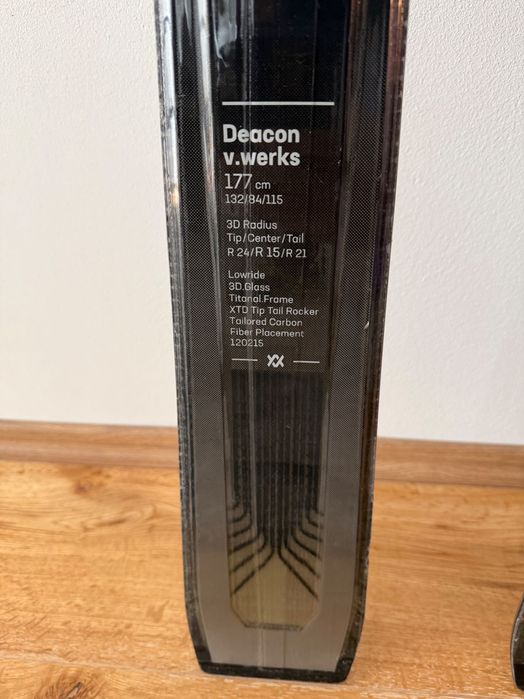 Deacon
v.werks
177 cm
132/84/115
3D Radius
Tip/Center/Tail
R 24/R 15/R 21
Lowride
3D.Glass
Titanal.Frame
XTD Tip Tail Rocker
Tailored Carbon
Fiber Placement
120215